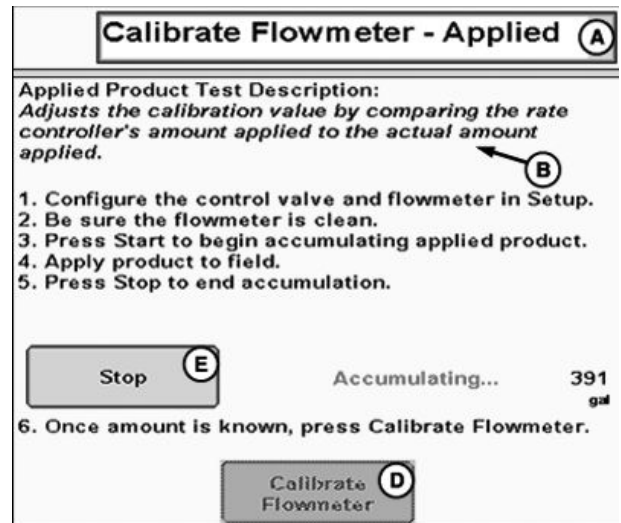 Calibrate Flowmeter - Applied A
Applied Product Test Description:
Adjusts the calibration value by comparing the rate
controller's amount applied to the actual amount
applied.
B
1. Configure the control valve and flowmeter in Setup.
2. Be sure the flowmeter is clean.
3. Press Start to begin accumulating applied product.
4. Apply product to field.
5. Press Stop to end accumulation.
Stop E Accumulating... 391
gal
6. Once amount is known, press Calibrate Flowmeter.
Calibrate D
Flowmeter